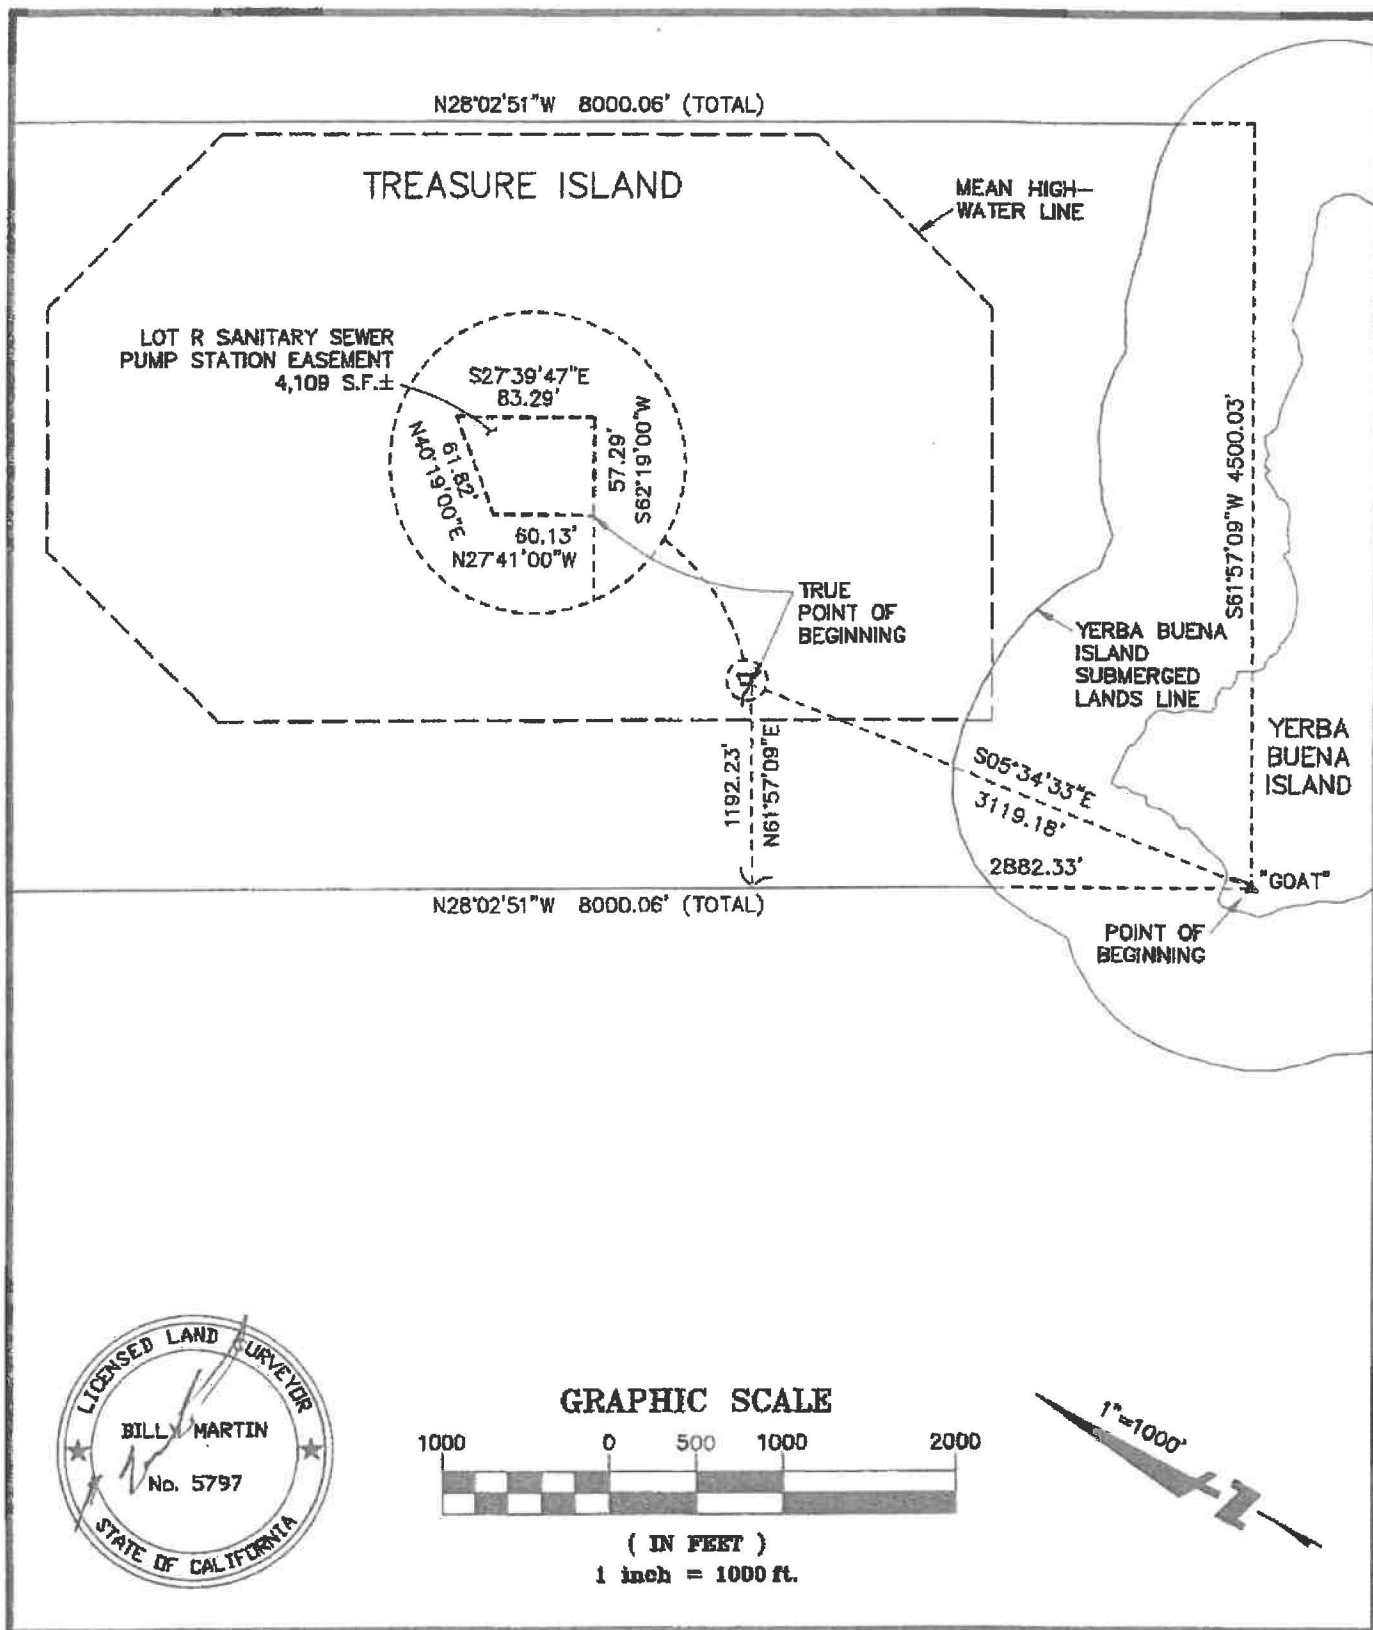 N28°02'51"W 8000.06' (TOTAL)
TREASURE ISLAND
MEAN HIGH-
WATER LINE
LOT R SANITARY SEWER
PUMP STATION EASEMENT
4,109 S.F.±
S27°39'47"E
83.29'
57.29'
S62°19'00"W
61.82'
N40°19'00"E
60.13'
N27°41'00"W
TRUE
POINT OF
BEGINNING
S61°57'09"W 4500.03'
YERBA BUENA
ISLAND
SUBMERGED
LANDS LINE
YERBA
BUENA
ISLAND
1192.23'
N61°57'09"E
S05°34'33"E
3119.18'
2882.33'
"GOAT"
N28°02'51"W 8000.06' (TOTAL)
POINT OF
BEGINNING
LICENSED LAND SURVEYOR
BILL MARTIN
No. 5797
STATE OF CALIFORNIA
GRAPHIC SCALE
1000 0 500 1000 2000
( IN FEET )
1 inch = 1000 ft.
1"=1000'
N